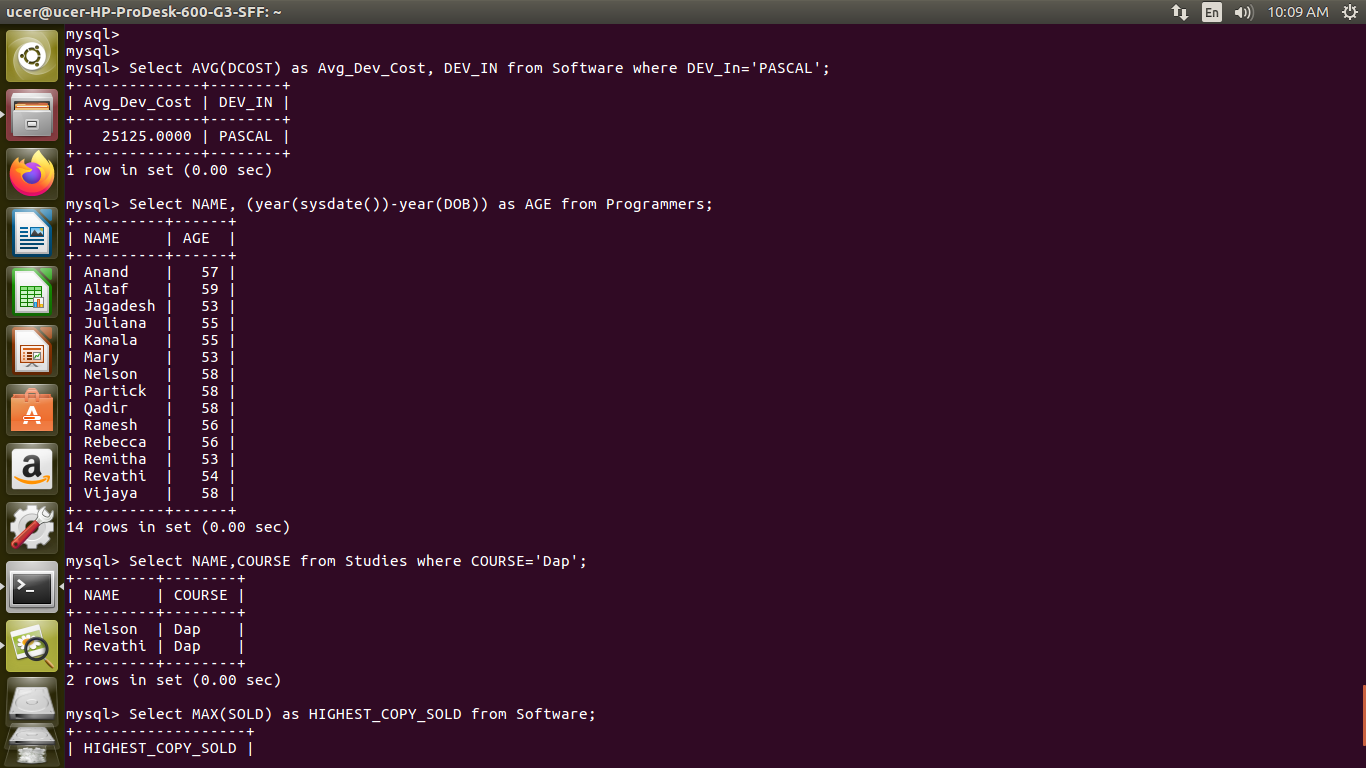 ucer@ucer-HP-ProDesk-600-G3-SFF: ~
En
10:09 AM
mysql>
mysql>
mysql> Select AVG(DCOST) as Avg_Dev_Cost, DEV_IN from Software where DEV_In='PASCAL';
+--------------+--------+
| Avg_Dev_Cost | DEV_IN |
+--------------+--------+
|   25125.0000 | PASCAL |
+--------------+--------+
1 row in set (0.00 sec)

mysql> Select NAME, (year(sysdate())-year(DOB)) as AGE from Programmers;
+----------+------+
| NAME     | AGE  |
+----------+------+
| Anand    |   57 |
| Altaf    |   59 |
| Jagadesh |   53 |
| Juliana  |   55 |
| Kamala   |   55 |
| Mary     |   53 |
| Nelson   |   58 |
| Partick  |   58 |
| Qadir    |   58 |
| Ramesh   |   56 |
| Rebecca  |   56 |
| Remitha  |   53 |
| Revathi  |   54 |
| Vijaya   |   58 |
+----------+------+
14 rows in set (0.00 sec)

mysql> Select NAME,COURSE from Studies where COURSE='Dap';
+---------+--------+
| NAME    | COURSE |
+---------+--------+
| Nelson  | Dap    |
| Revathi | Dap    |
+---------+--------+
2 rows in set (0.00 sec)

mysql> Select MAX(SOLD) as HIGHEST_COPY_SOLD from Software;
+-------------------+
| HIGHEST_COPY_SOLD |